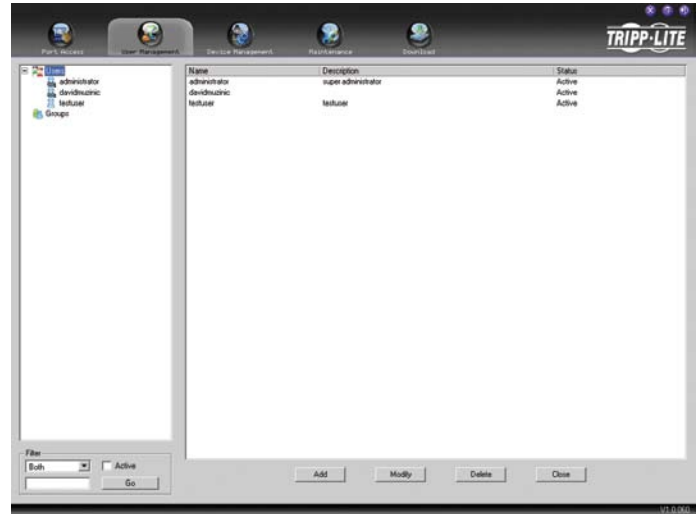 TRIPP·LITE
Port Access User Management Device Management Maintenance Download
Users
administrator
davidmuzinic
testuser
Groups
Name Description Status
administrator super administrator Active
davidmuzinic Active
testuser testuser Active
Filter
Both Active
Go
Add Modify Delete Close
V1.0.060